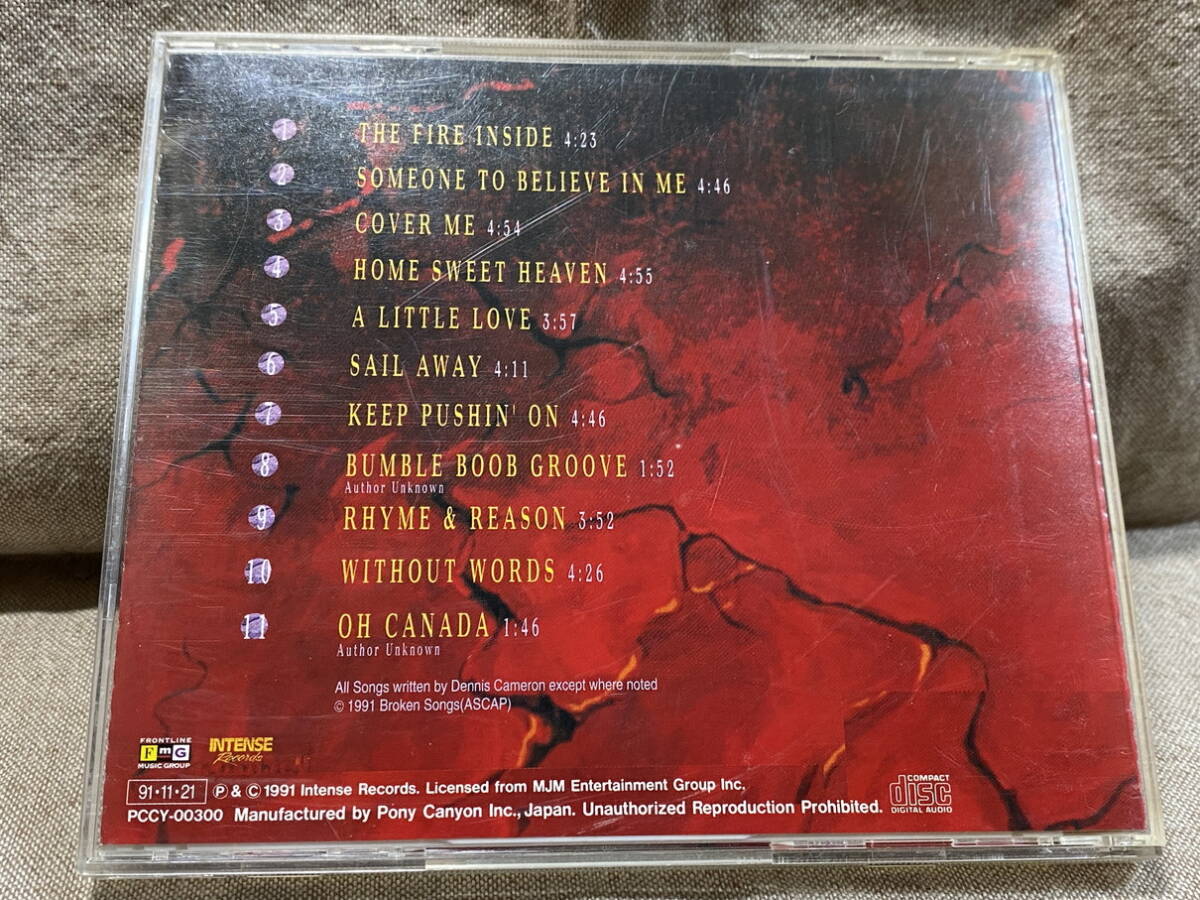 1 THE FIRE INSIDE 4:23
2 SOMEONE TO BELIEVE IN ME 4:46
3 COVER ME 4:54
4 HOME SWEET HEAVEN 4:55
5 A LITTLE LOVE 3:57
6 SAIL AWAY 4:11
7 KEEP PUSHIN' ON 4:46
8 BUMBLE BOOB GROOVE 1:52
Author Unknown
9 RHYME & REASON 3:52
10 WITHOUT WORDS 4:26
11 OH CANADA 1:46
Author Unknown
All Songs written by Dennis Cameron except where noted
© 1991 Broken Songs(ASCAP)
FRONTLINE
FmG
MUSIC GROUP
INTENSE
Records
91・11・21 Ⓟ & © 1991 Intense Records. Licensed from MJM Entertainment Group Inc.
PCCY-00300 Manufactured by Pony Canyon Inc., Japan. Unauthorized Reproduction Prohibited.
COMPACT
disc
DIGITAL AUDIO